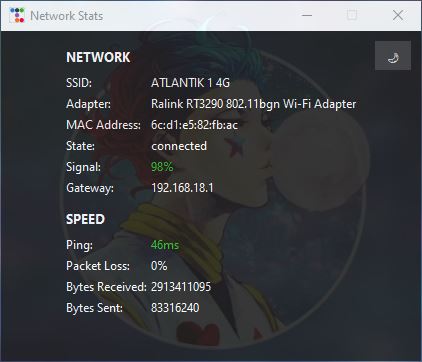 Network Stats
NETWORK
SSID: ATLANTIK 1 4G
Adapter: Ralink RT3290 802.11bgn Wi-Fi Adapter
MAC Address: 6c:d1:e5:82:fb:ac
State: connected
Signal: 98%
Gateway: 192.168.18.1
SPEED
Ping: 46ms
Packet Loss: 0%
Bytes Received: 2913411095
Bytes Sent: 83316240